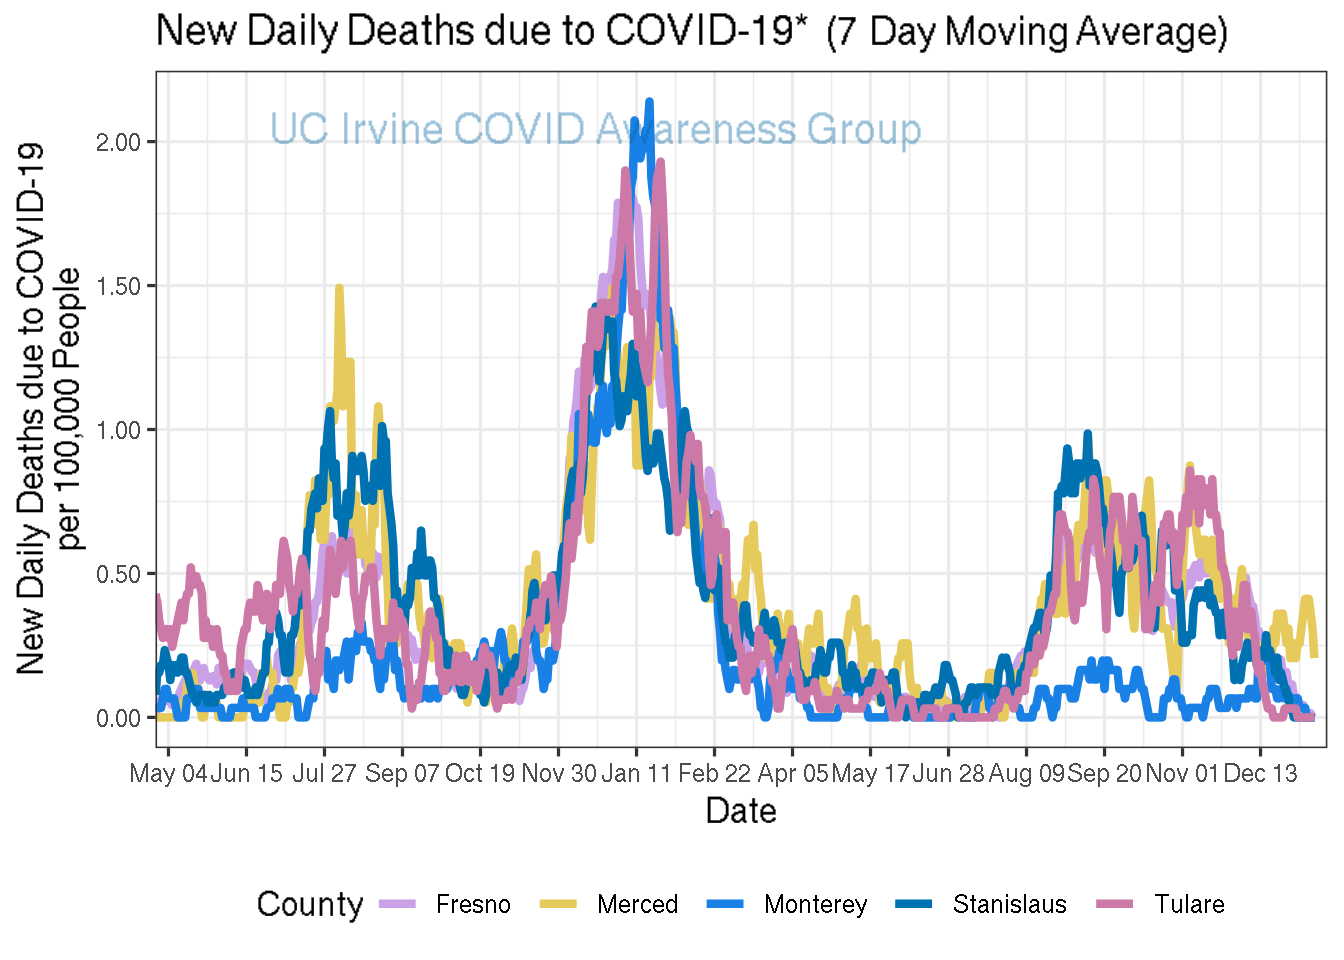 New Daily Deaths due to COVID-19* (7 Day Moving Average)
UC Irvine COVID Awareness Group
New Daily Deaths due to COVID-19
per 100,000 People
2.00
1.50
1.00
0.50
0.00
May 04 Jun 15 Jul 27 Sep 07 Oct 19 Nov 30 Jan 11 Feb 22 Apr 05 May 17 Jun 28 Aug 09 Sep 20 Nov 01 Dec 13
Date
County Fresno Merced Monterey Stanislaus Tulare